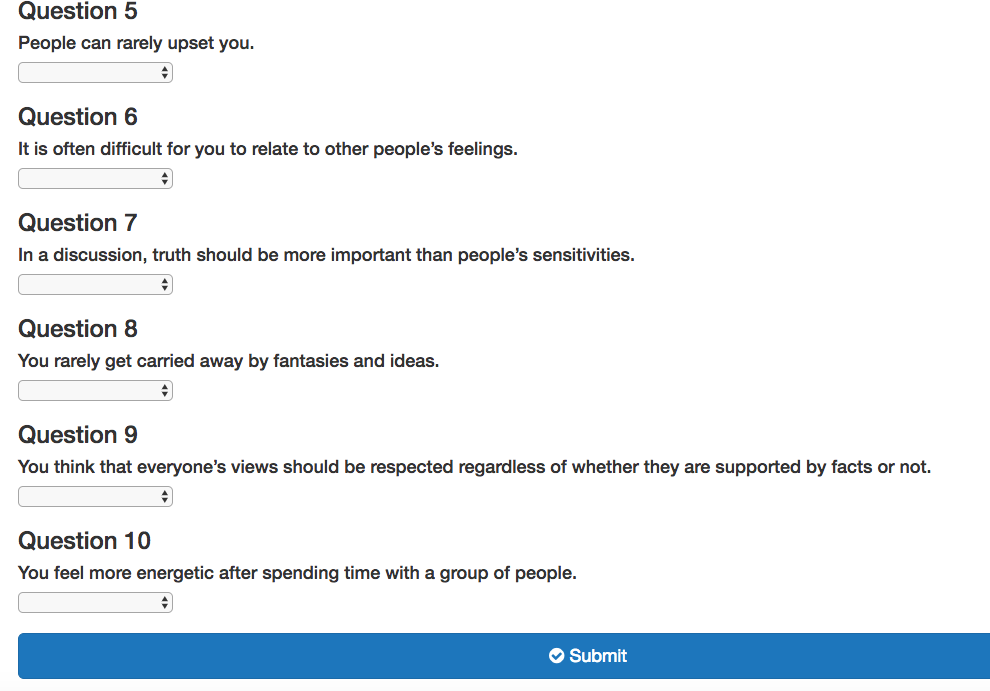 Question 5
People can rarely upset you.
Question 6
It is often difficult for you to relate to other people’s feelings.
Question 7
In a discussion, truth should be more important than people’s sensitivities.
Question 8
You rarely get carried away by fantasies and ideas.
Question 9
You think that everyone’s views should be respected regardless of whether they are supported by facts or not.
Question 10
You feel more energetic after spending time with a group of people.
Submit